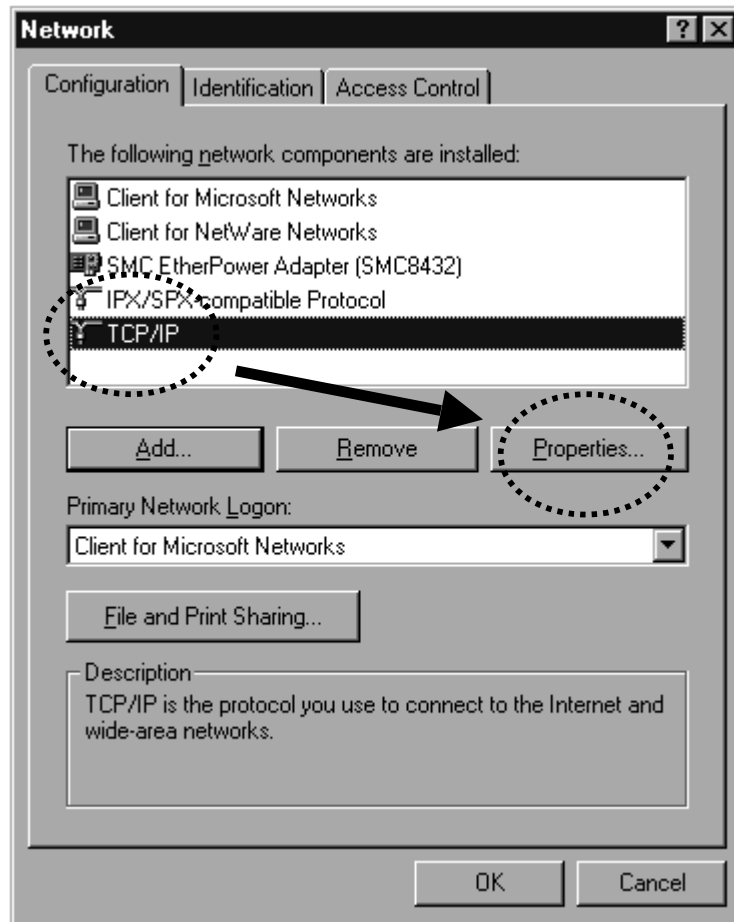 Network
Configuration Identification Access Control
The following network components are installed:
Client for Microsoft Networks
Client for NetWare Networks
SMC EtherPower Adapter (SMC8432)
IPX/SPX-compatible Protocol
TCP/IP
Add... Remove Properties...
Primary Network Logon:
Client for Microsoft Networks
File and Print Sharing...
Description
TCP/IP is the protocol you use to connect to the Internet and
wide-area networks.
OK Cancel